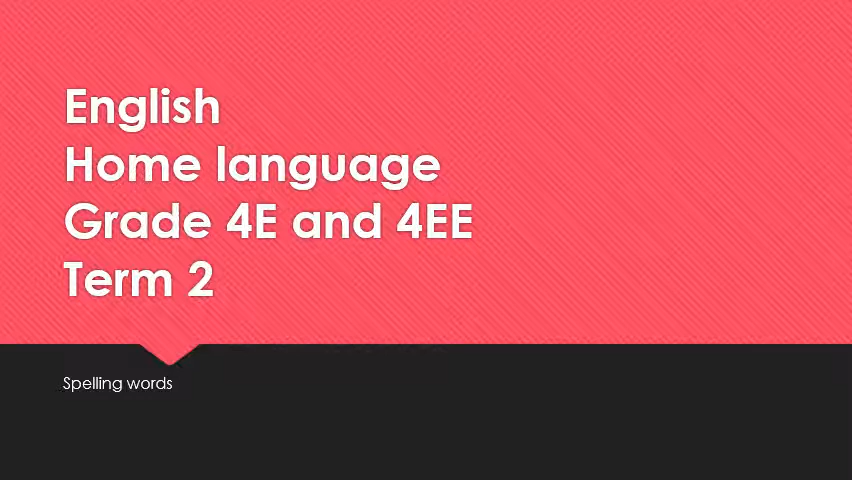 English
Home language
Grade 4E and 4EE
Term 2
Spelling words